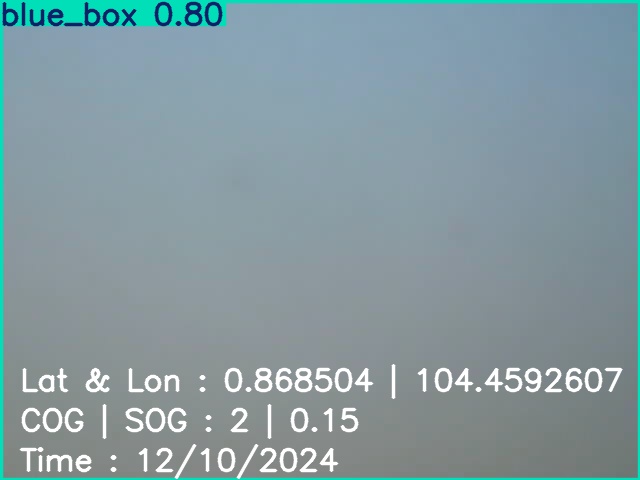 blue_box 0.80
Lat & Lon : 0.868504 | 104.4592607
COG | SOG : 2 | 0.15
Time : 12/10/2024